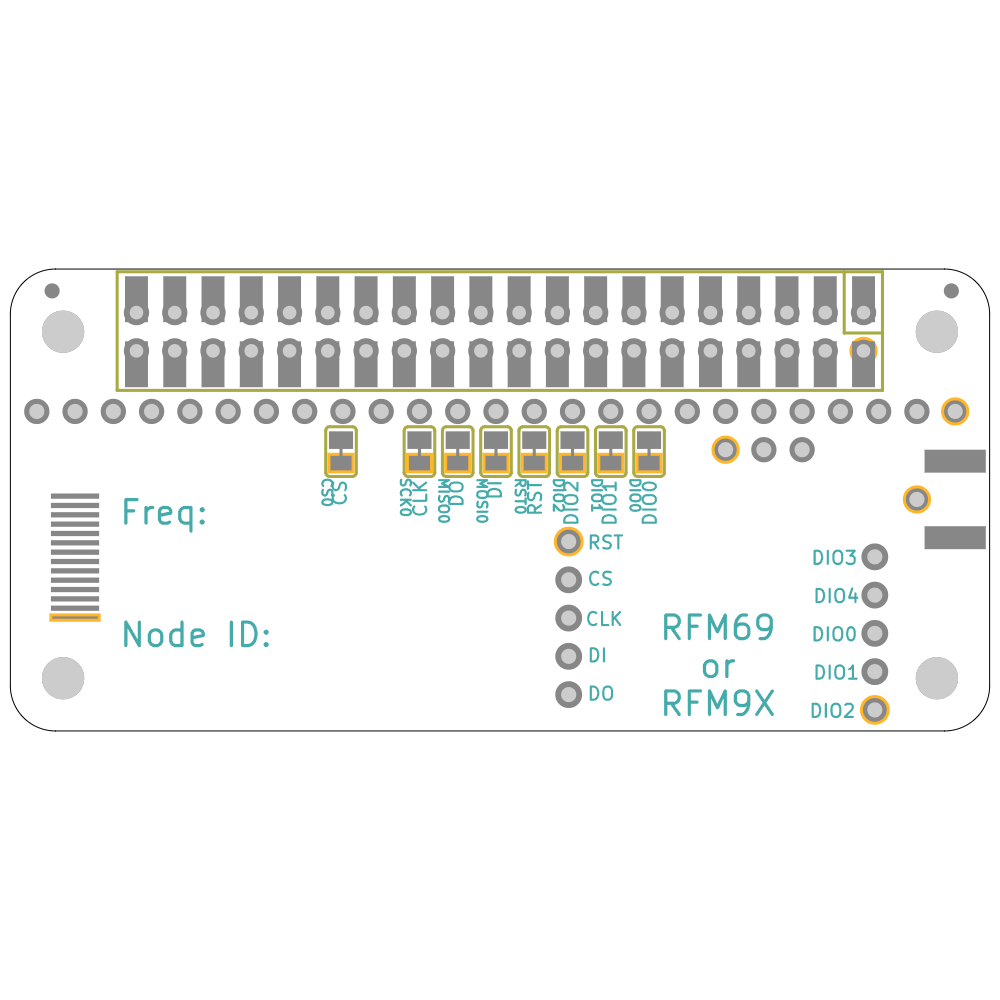 CS0
CS
SCK0
CLK
MISO0
DO
MOSI0
DI
RST0
RST
DIO2
DIO2
DIO1
DIO1
DIO0
DIO0
Freq:
Node ID:
RST
CS
CLK
DI
DO
RFM69
or
RFM9X
DIO3
DIO4
DIO0
DIO1
DIO2